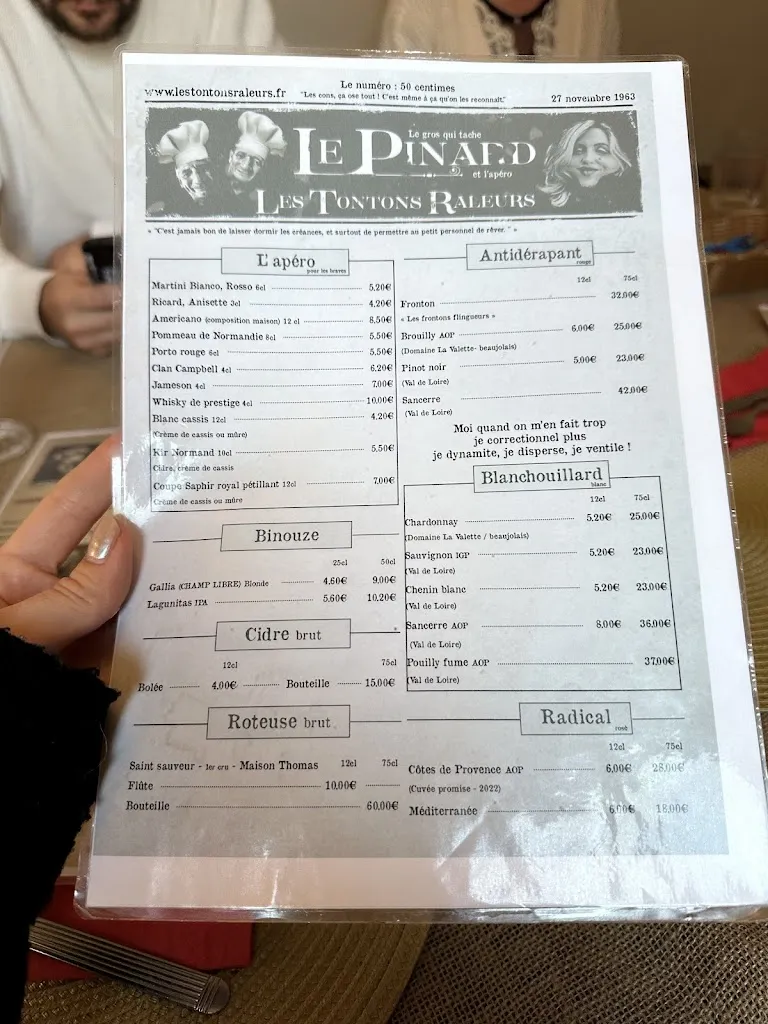 Le numéro : 50 centimes
www.lestontonsraleurs.fr "Les cons, ça ose tout ! C'est même à ça qu'on les reconnaît." 27 novembre 1963
Le gros qui tache
LE PINARD
et l'apéro
LES TONTONS RALEURS
« "C'est jamais bon de laisser dormir les créances, et surtout de permettre au petit personnel de rêver. " »
L'apéro
pour les braves
Martini Bianco, Rosso 6cl 5,20€
Ricard, Anisette 3cl 4,20€
Americano (composition maison) 12 cl 8,50€
Pommeau de Normandie 8cl 5,50€
Porto rouge 6cl 5,50€
Clan Campbell 4cl 6,20€
Jameson 4cl 7,00€
Whisky de prestige 4cl 10,00€
Blanc cassis 12cl 4,20€
(Crème de cassis ou mûre)
Kir Normand 10cl 5,50€
Cidre, crème de cassis
Coupe Saphir royal pétillant 12cl 7,00€
Crème de cassis ou mûre
Binouze
25cl 50cl
Gallia (CHAMP LIBRE) Blonde 4,60€ 9,00€
Lagunitas IPA 5,60€ 10,20€
Cidre brut
12cl 75cl
Bolée 4,00€ Bouteille 15,00€
Roteuse brut
Saint sauveur - 1er cru - Maison Thomas 12cl 75cl
Flûte 10,00€
Bouteille 60,00€
Antidérapant
rouge
12cl 75cl
Fronton 32,00€
« Les frontons flingueurs »
Brouilly AOP 6,00€ 25,00€
(Domaine La Valette- beaujolais)
Pinot noir 5,00€ 23,00€
(Val de Loire)
Sancerre 42,00€
(Val de Loire)
Moi quand on m'en fait trop
je correctionnel plus
je dynamite, je disperse, je ventile !
Blanchouillard
blanc
12cl 75cl
Chardonnay 5,20€ 25,00€
(Domaine La Valette / beaujolais)
Sauvignon IGP 5,20€ 23,00€
(Val de Loire)
Chenin blanc 5,20€ 23,00€
(Val de Loire)
Sancerre AOP 8,00€ 36,00€
(Val de Loire)
Pouilly fume AOP 37,00€
(Val de Loire)
Radical
rosé
12cl 75cl
Côtes de Provence AOP 6,00€ 28,00€
(Cuvée promise - 2022)
Méditerranée 6,00€ 18,00€